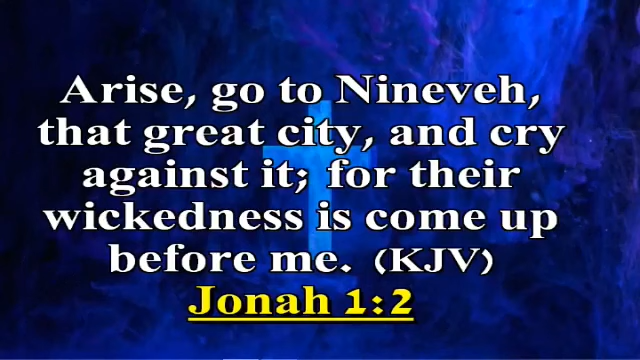 Arise, go to Nineveh,
that great city, and cry
against it; for their
wickedness is come up
before me. (KJV)
Jonah 1:2